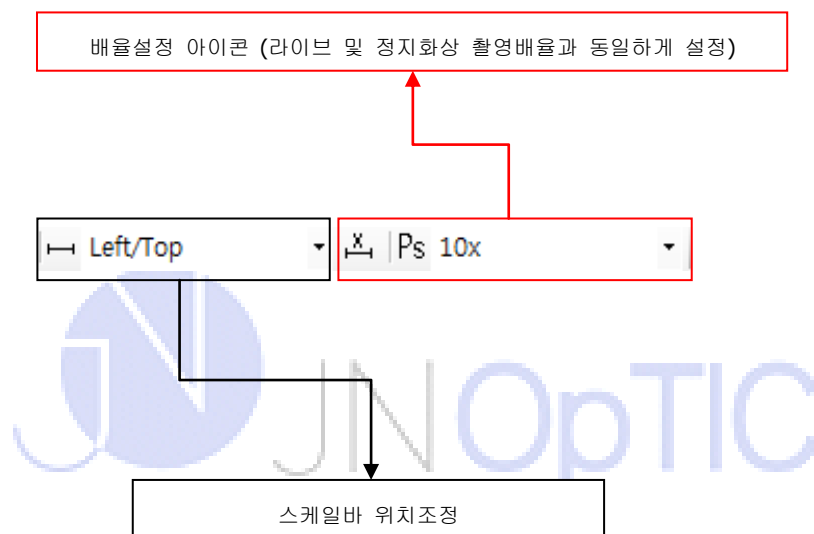 배율설정 아이콘 (라이브 및 정지화상 촬영배율과 동일하게 설정)
Left/Top
X Ps 10x
JNOpTIC
스케일바 위치조정